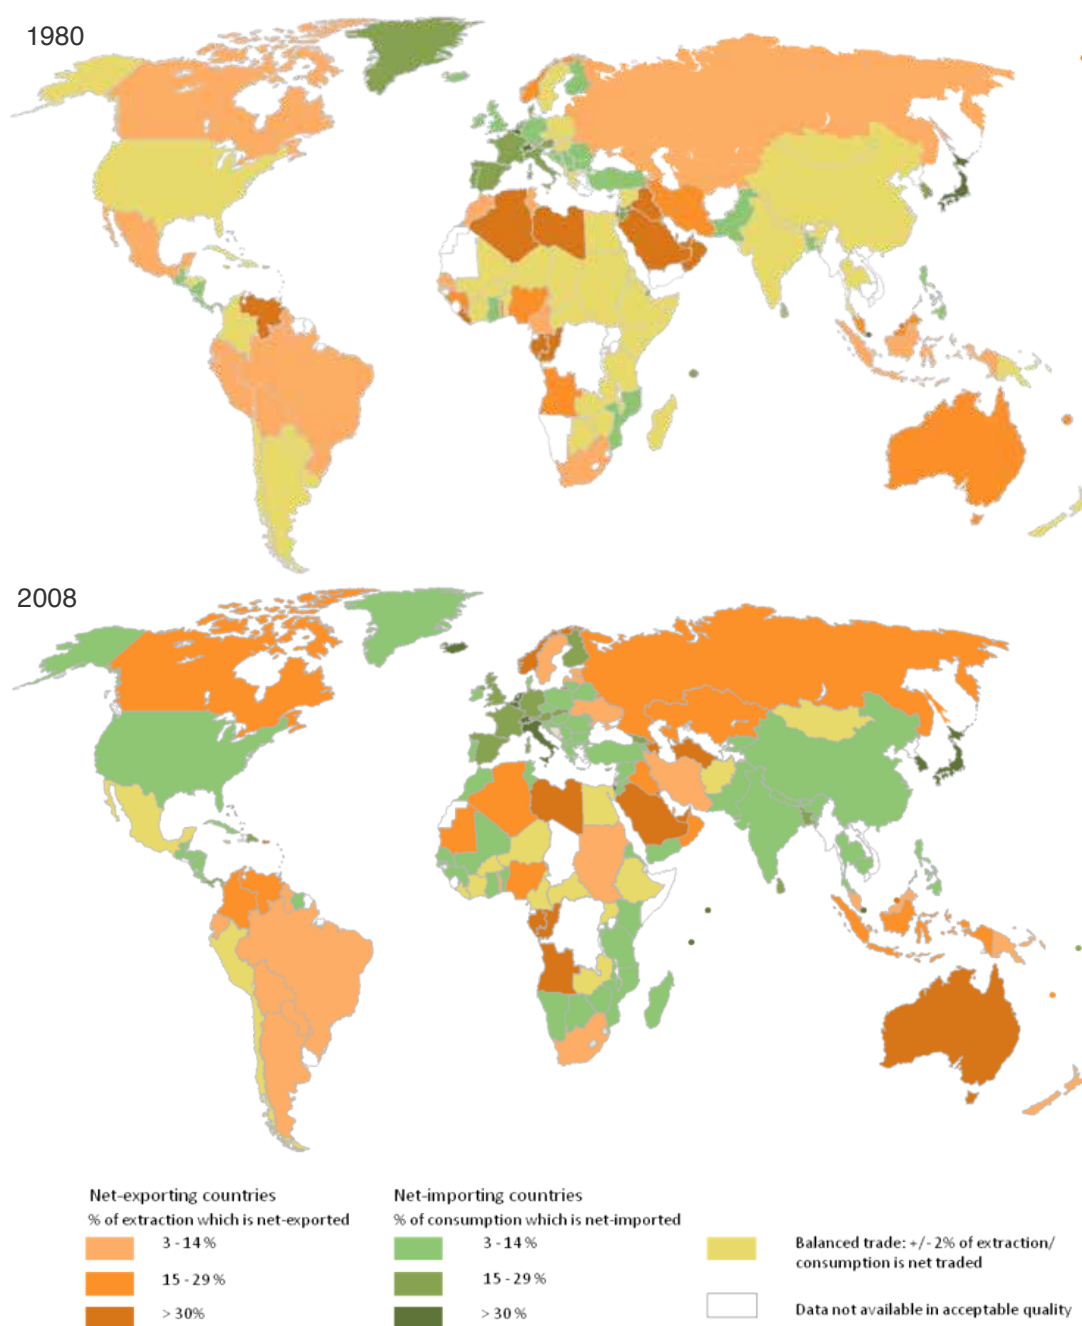 1980
2008
Net-exporting countries
% of extraction which is net-exported
3 - 14 %
15 - 29 %
> 30%
Net-importing countries
% of consumption which is net-imported
3 - 14 %
15 - 29 %
> 30 %
Balanced trade: +/- 2% of extraction/
consumption is net traded
Data not available in acceptable quality